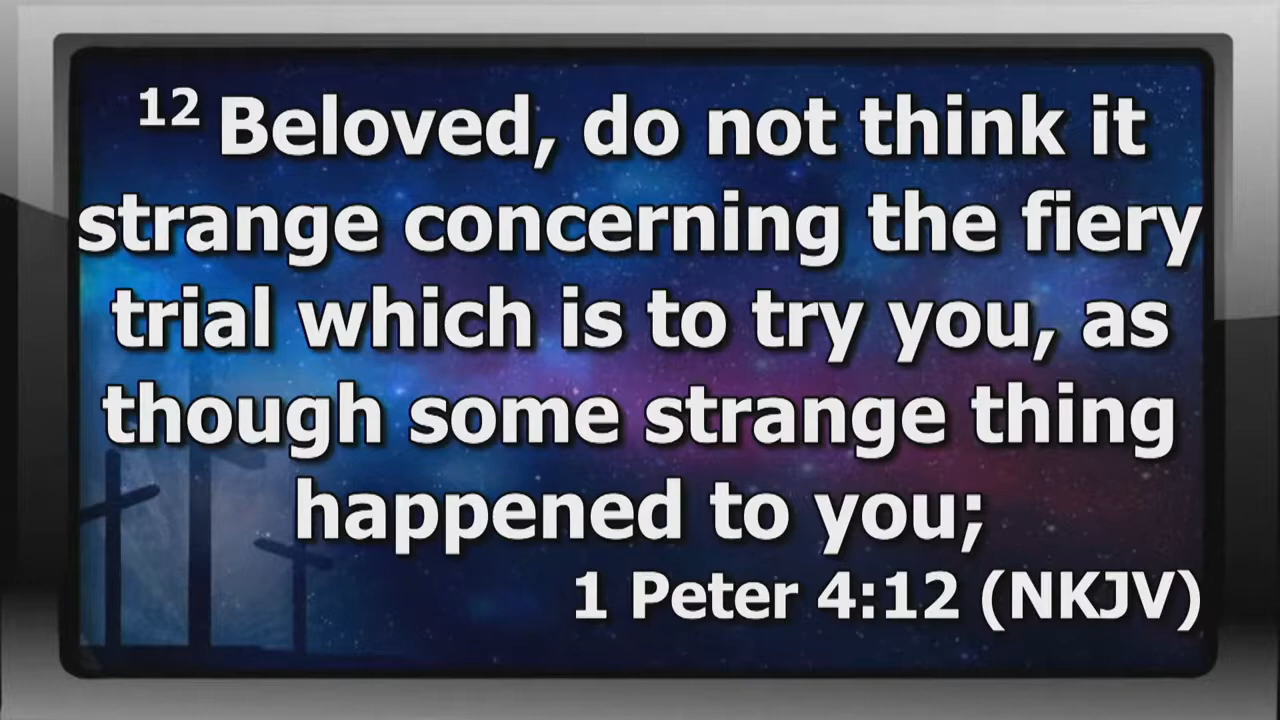 12 Beloved, do not think it
strange concerning the fiery
trial which is to try you, as
though some strange thing
happened to you;
1 Peter 4:12 (NKJV)